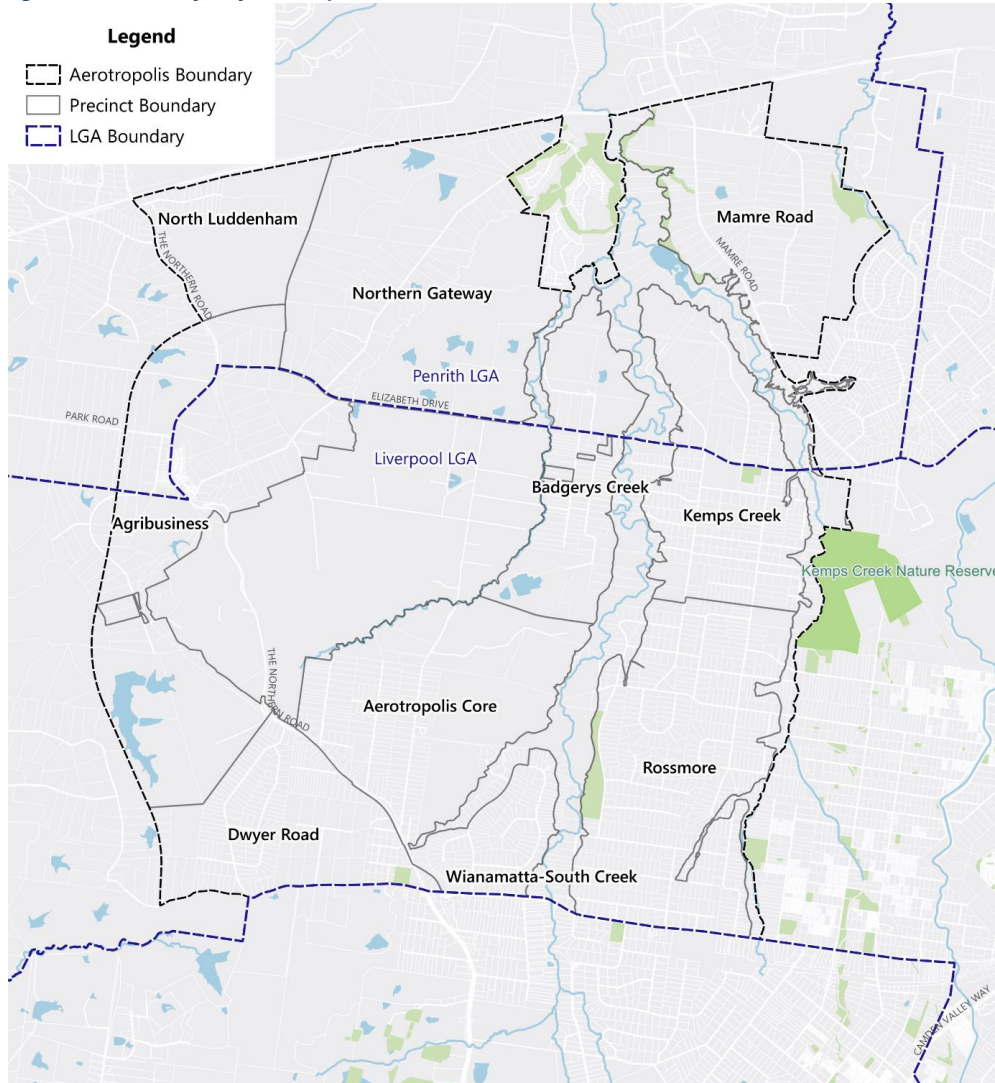 Legend
Aerotropolis Boundary
Precinct Boundary
LGA Boundary
North Luddenham
Mamre Road
THE NORTHERN ROAD
MAMRE ROAD
Northern Gateway
Penrith LGA
ELIZABETH DRIVE
PARK ROAD
Liverpool LGA
Badgerys Creek
Agribusiness
Kemps Creek
Kemps Creek Nature Reserve
THE NORTHERN ROAD
Aerotropolis Core
Rossmore
Dwyer Road
Wianamatta-South Creek
CAMDEN VALLEY WAY